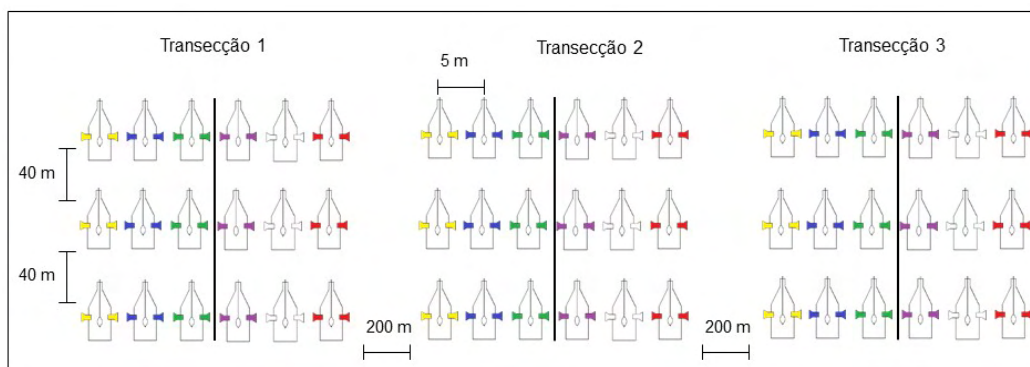 Transecção 1
Transecção 2
Transecção 3
5 m
40 m
40 m
200 m
200 m